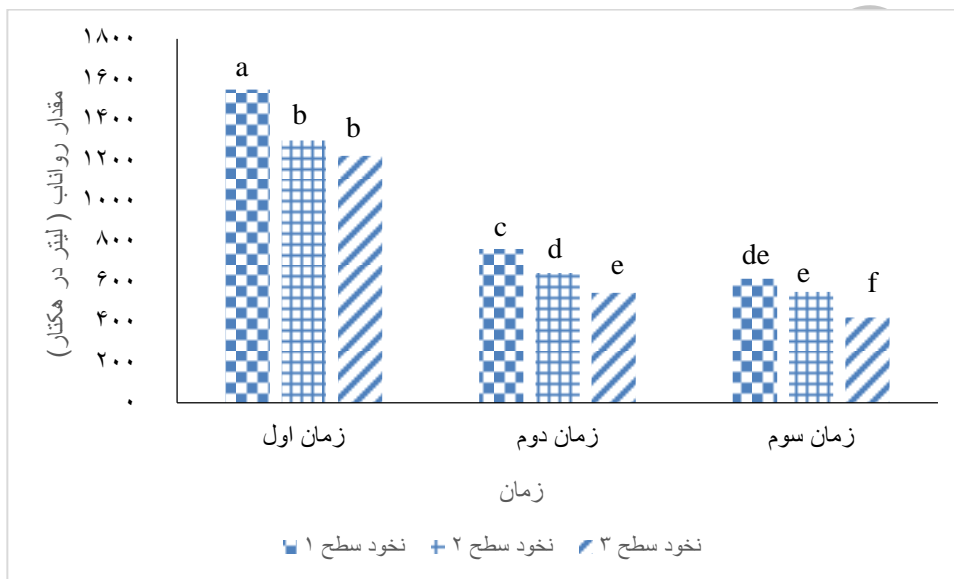 مقدار رواناب ( لیتر در هکتار)
۱۸۰۰
۱۶۰۰
۱۴۰۰
۱۲۰۰
۱۰۰۰
۸۰۰
۶۰۰
۴۰۰
۲۰۰
۰
a
b
b
c
d
e
de
e
f
زمان اول
زمان دوم
زمان سوم
زمان
نخود سطح ۱
نخود سطح ۲
نخود سطح ۳